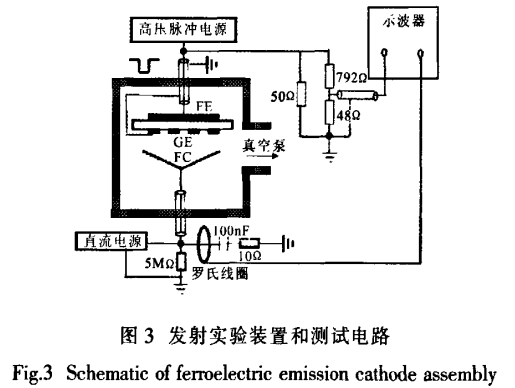 高压脉冲电源
示波器
792Ω
50Ω
48Ω
FE
GE
FC
真空泵
直流电源
100nF
5MΩ
10Ω
罗氏线圈
图 3 发射实验装置和测试电路
Fig.3 Schematic of ferroelectric emission cathode assembly